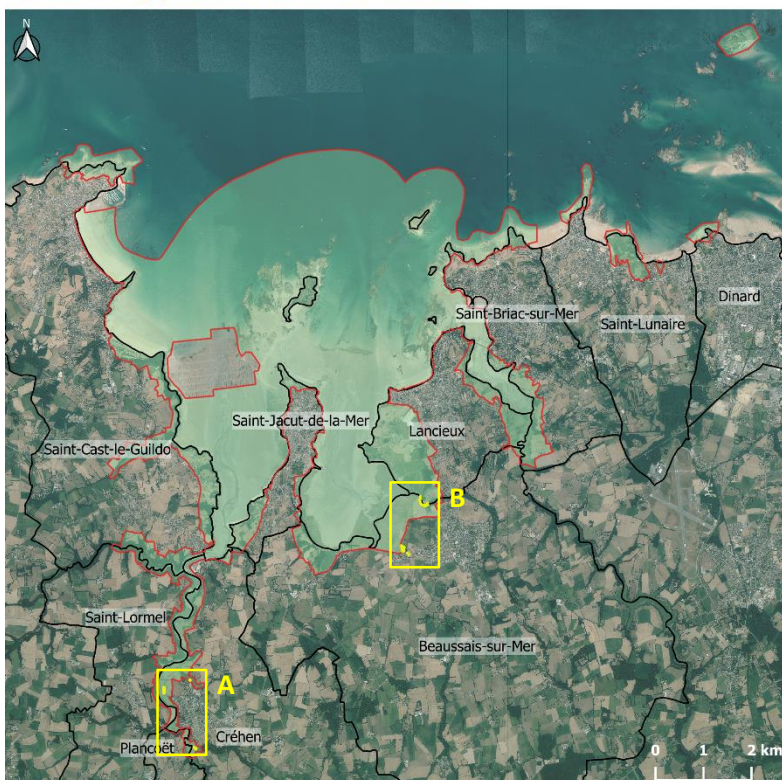 N
Saint-Briac-sur-Mer
Dinard
Saint-Lunaire
Saint-Jacut-de-la-Mer
Lancieux
Saint-Cast-le-Guildo
B
Saint-Lormel
Beaussais-sur-Mer
A
Plancoët
Créhen
0 1 2 km